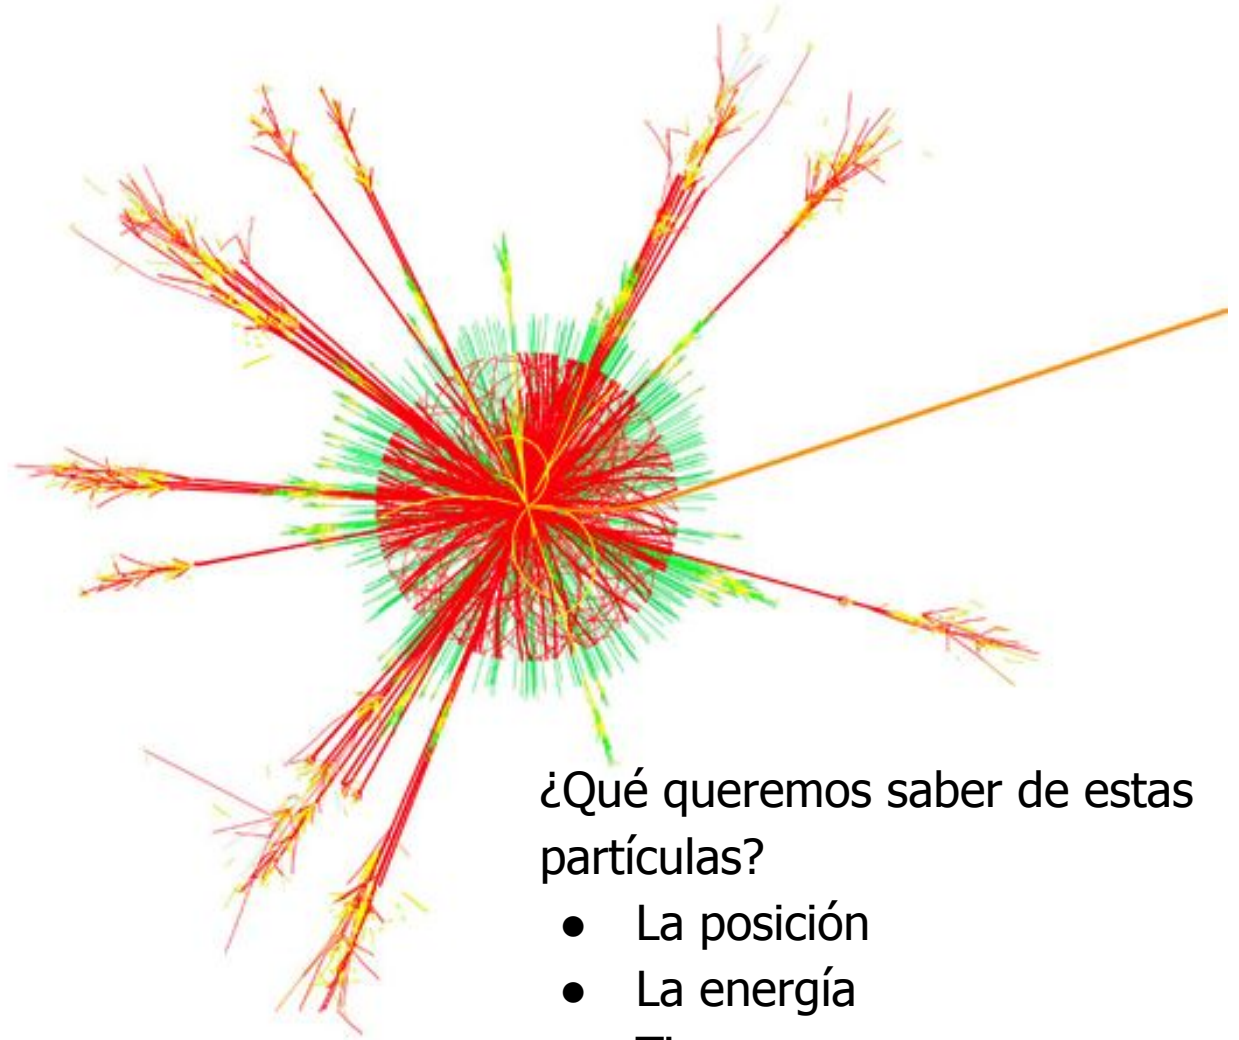 ¿Qué queremos saber de estas
partículas?
● La posición
● La energía